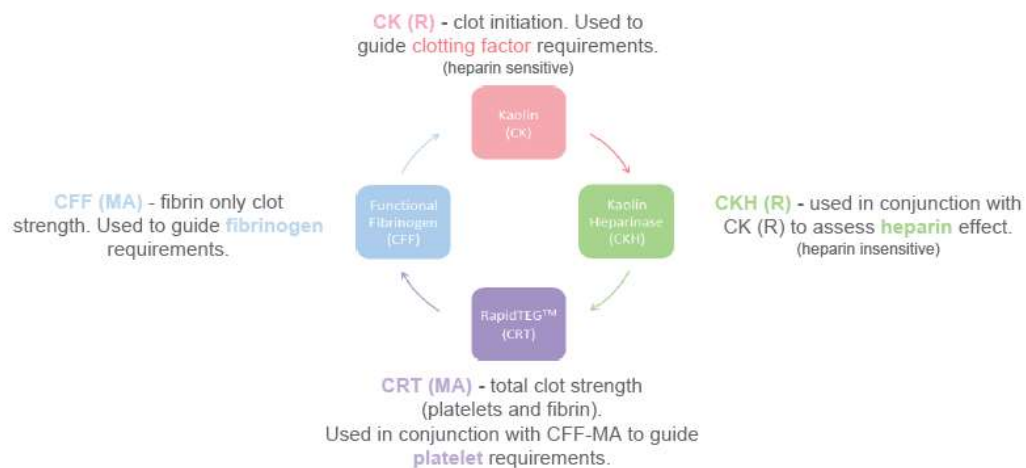 CK (R) - clot initiation. Used to
guide clotting factor requirements.
(heparin sensitive)
Kaolin
(CK)
CFF (MA) - fibrin only clot
strength. Used to guide fibrinogen
requirements.
Functional
Fibrinogen
(CFF)
Kaolin
Heparinase
(CKH)
CKH (R) - used in conjunction with
CK (R) to assess heparin effect.
(heparin insensitive)
RapidTEG™
(CRT)
CRT (MA) - total clot strength
(platelets and fibrin).
Used in conjunction with CFF-MA to guide
platelet requirements.